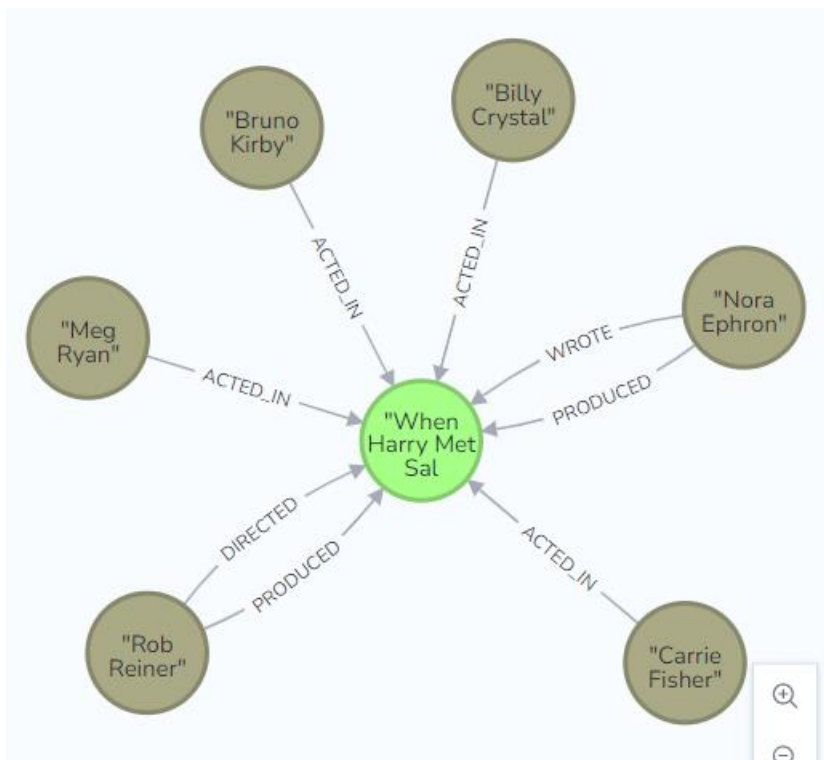 "Bruno
Kirby"
"Billy
Crystal"
ACTED_IN
ACTED_IN
"Meg
Ryan"
ACTED_IN
"Nora
Ephron"
WROTE
PRODUCED
"When
Harry Met
Sal
DIRECTED
PRODUCED
ACTED_IN
"Rob
Reiner"
"Carrie
Fisher"